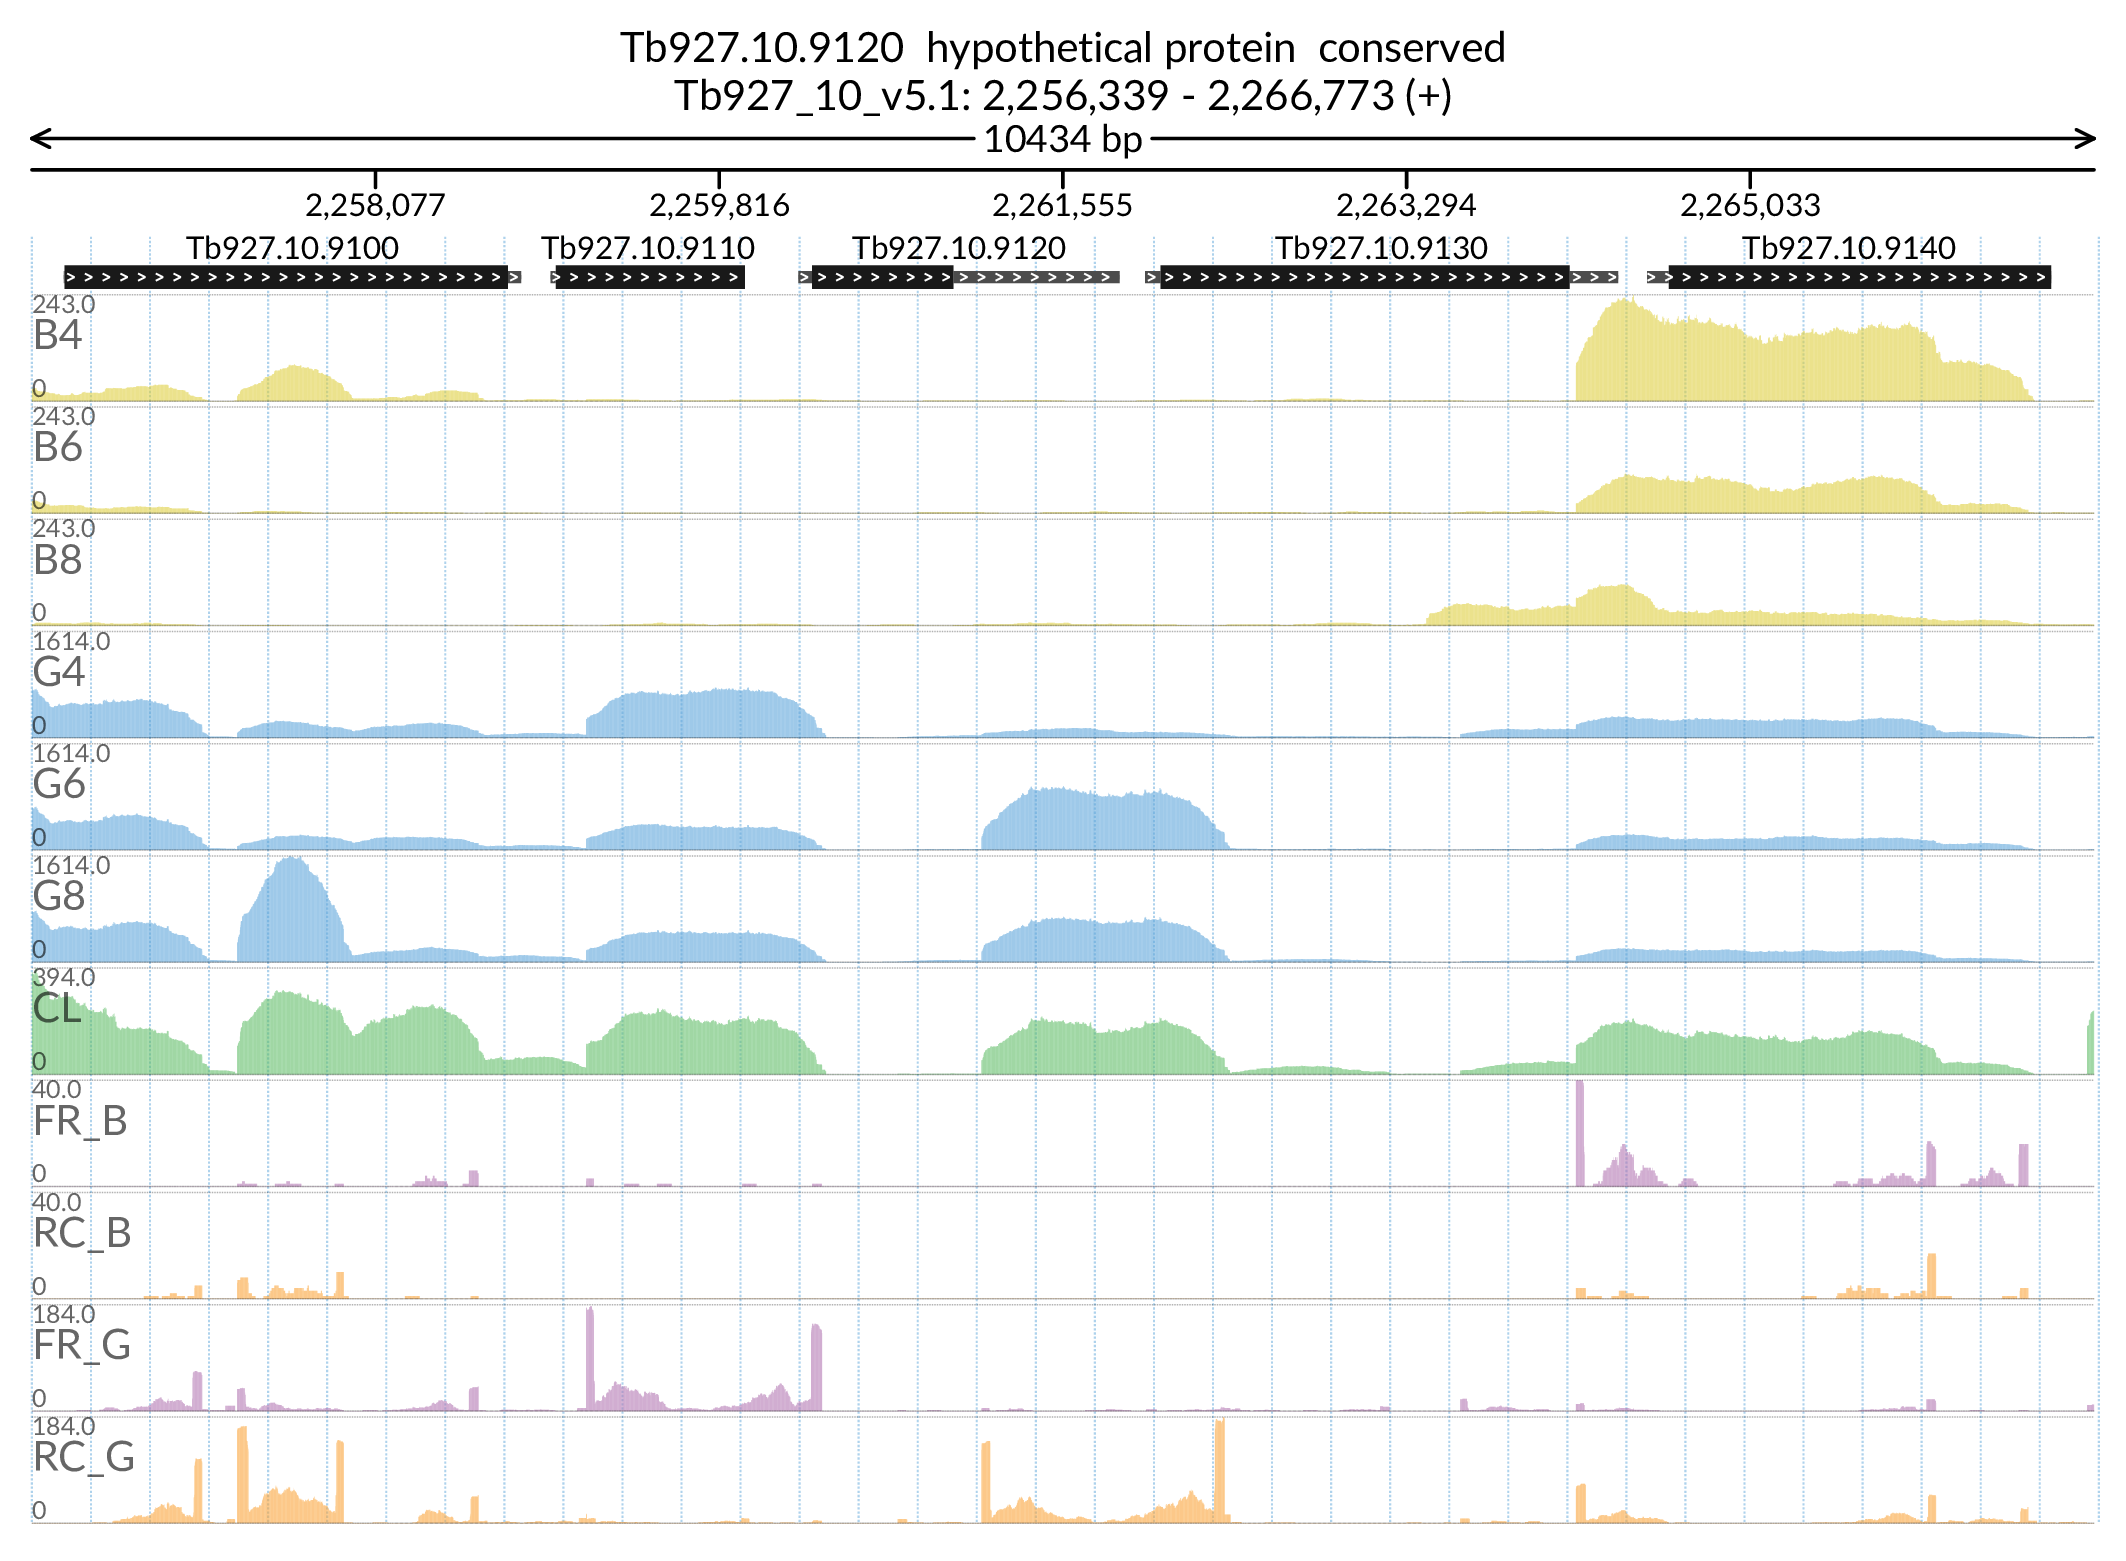 Tb927.10.9120 hypothetical protein conserved
Tb927_10_v5.1: 2,256,339 - 2,266,773 (+)
10434 bp
2,258,077 2,259,816 2,261,555 2,263,294 2,265,033
Tb927.10.9100 Tb927.10.9110 Tb927.10.9120 Tb927.10.9130 Tb927.10.9140
243.0
B4
0
243.0
B6
0
243.0
B8
0
1614.0
G4
0
1614.0
G6
0
1614.0
G8
0
394.0
CL
0
40.0
FR_B
0
40.0
RC_B
0
184.0
FR_G
0
184.0
RC_G
0